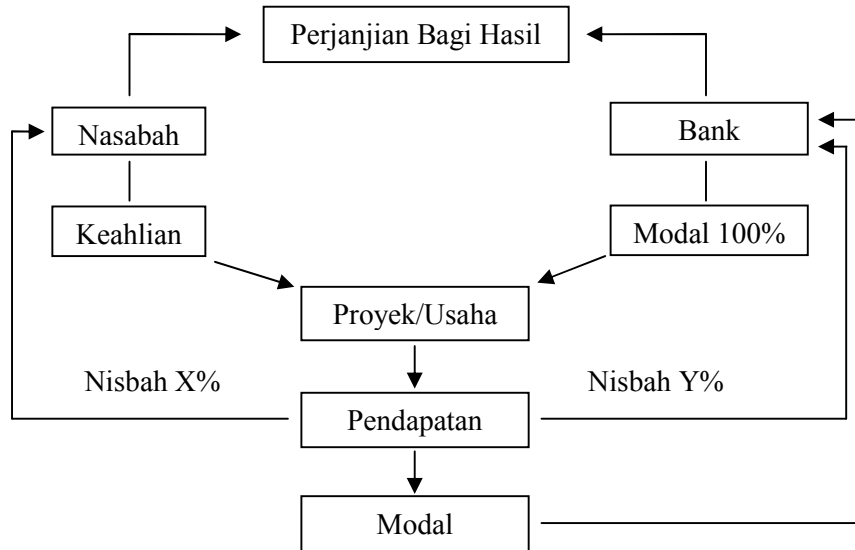 Perjanjian Bagi Hasil
Nasabah
Bank
Keahlian
Modal 100%
Proyek/Usaha
Nisbah X%
Nisbah Y%
Pendapatan
Modal